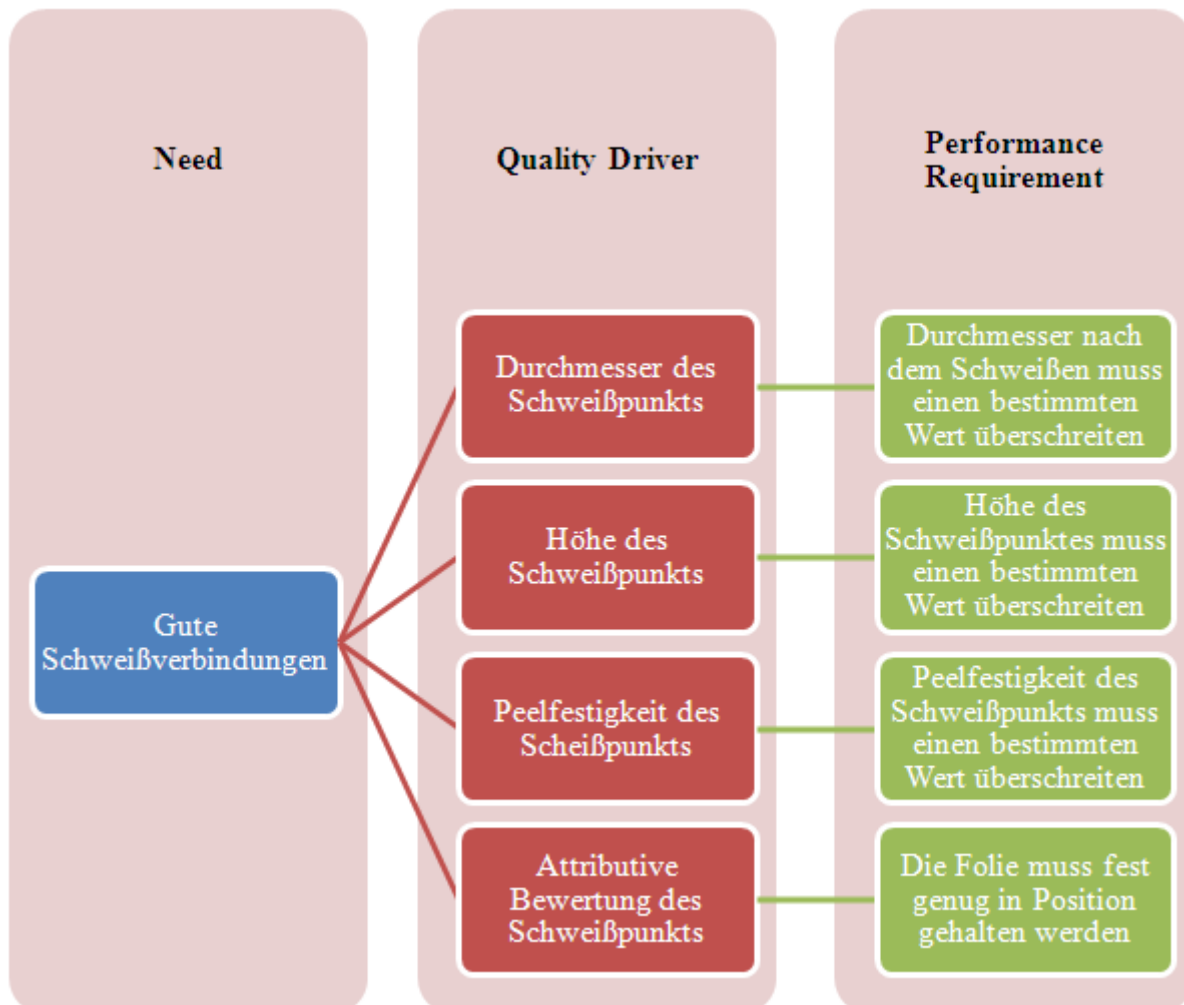 Need
Quality Driver
Performance
Requirement
Gute
Schweißverbindungen
Durchmesser des
Schweißpunkts
Höhe des
Schweißpunkts
Peelfestigkeit des
Scheißpunkts
Attributive
Bewertung des
Schweißpunkts
Durchmesser nach
dem Schweißen muss
einen bestimmten
Wert überschreiten
Höhe des
Schweißpunktes muss
einen bestimmten
Wert überschreiten
Peelfestigkeit des
Schweißpunkts muss
einen bestimmten
Wert überschreiten
Die Folie muss fest
genug in Position
gehalten werden